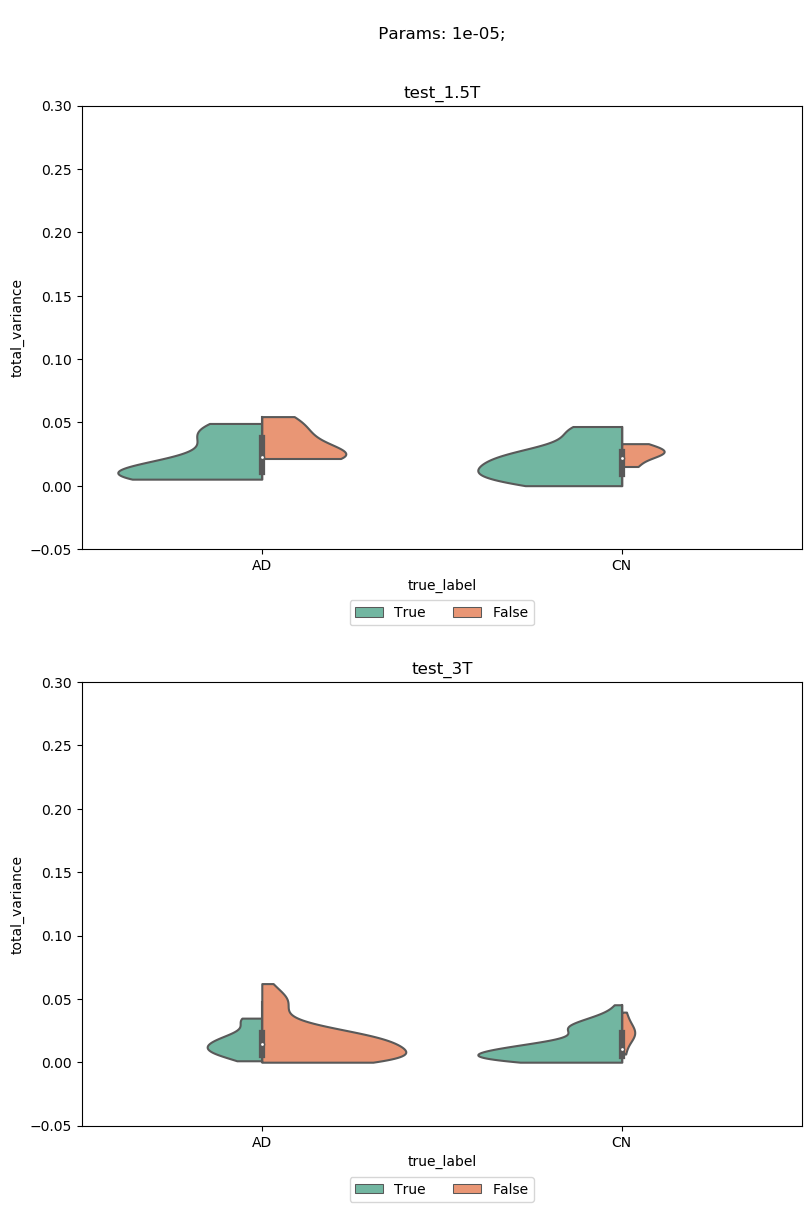 Params: 1e-05;
test_1.5T
0.30
0.25
0.20
0.15
0.10
0.05
0.00
−0.05
total_variance
AD CN
true_label
True False
test_3T
0.30
0.25
0.20
0.15
0.10
0.05
0.00
−0.05
total_variance
AD CN
true_label
True False